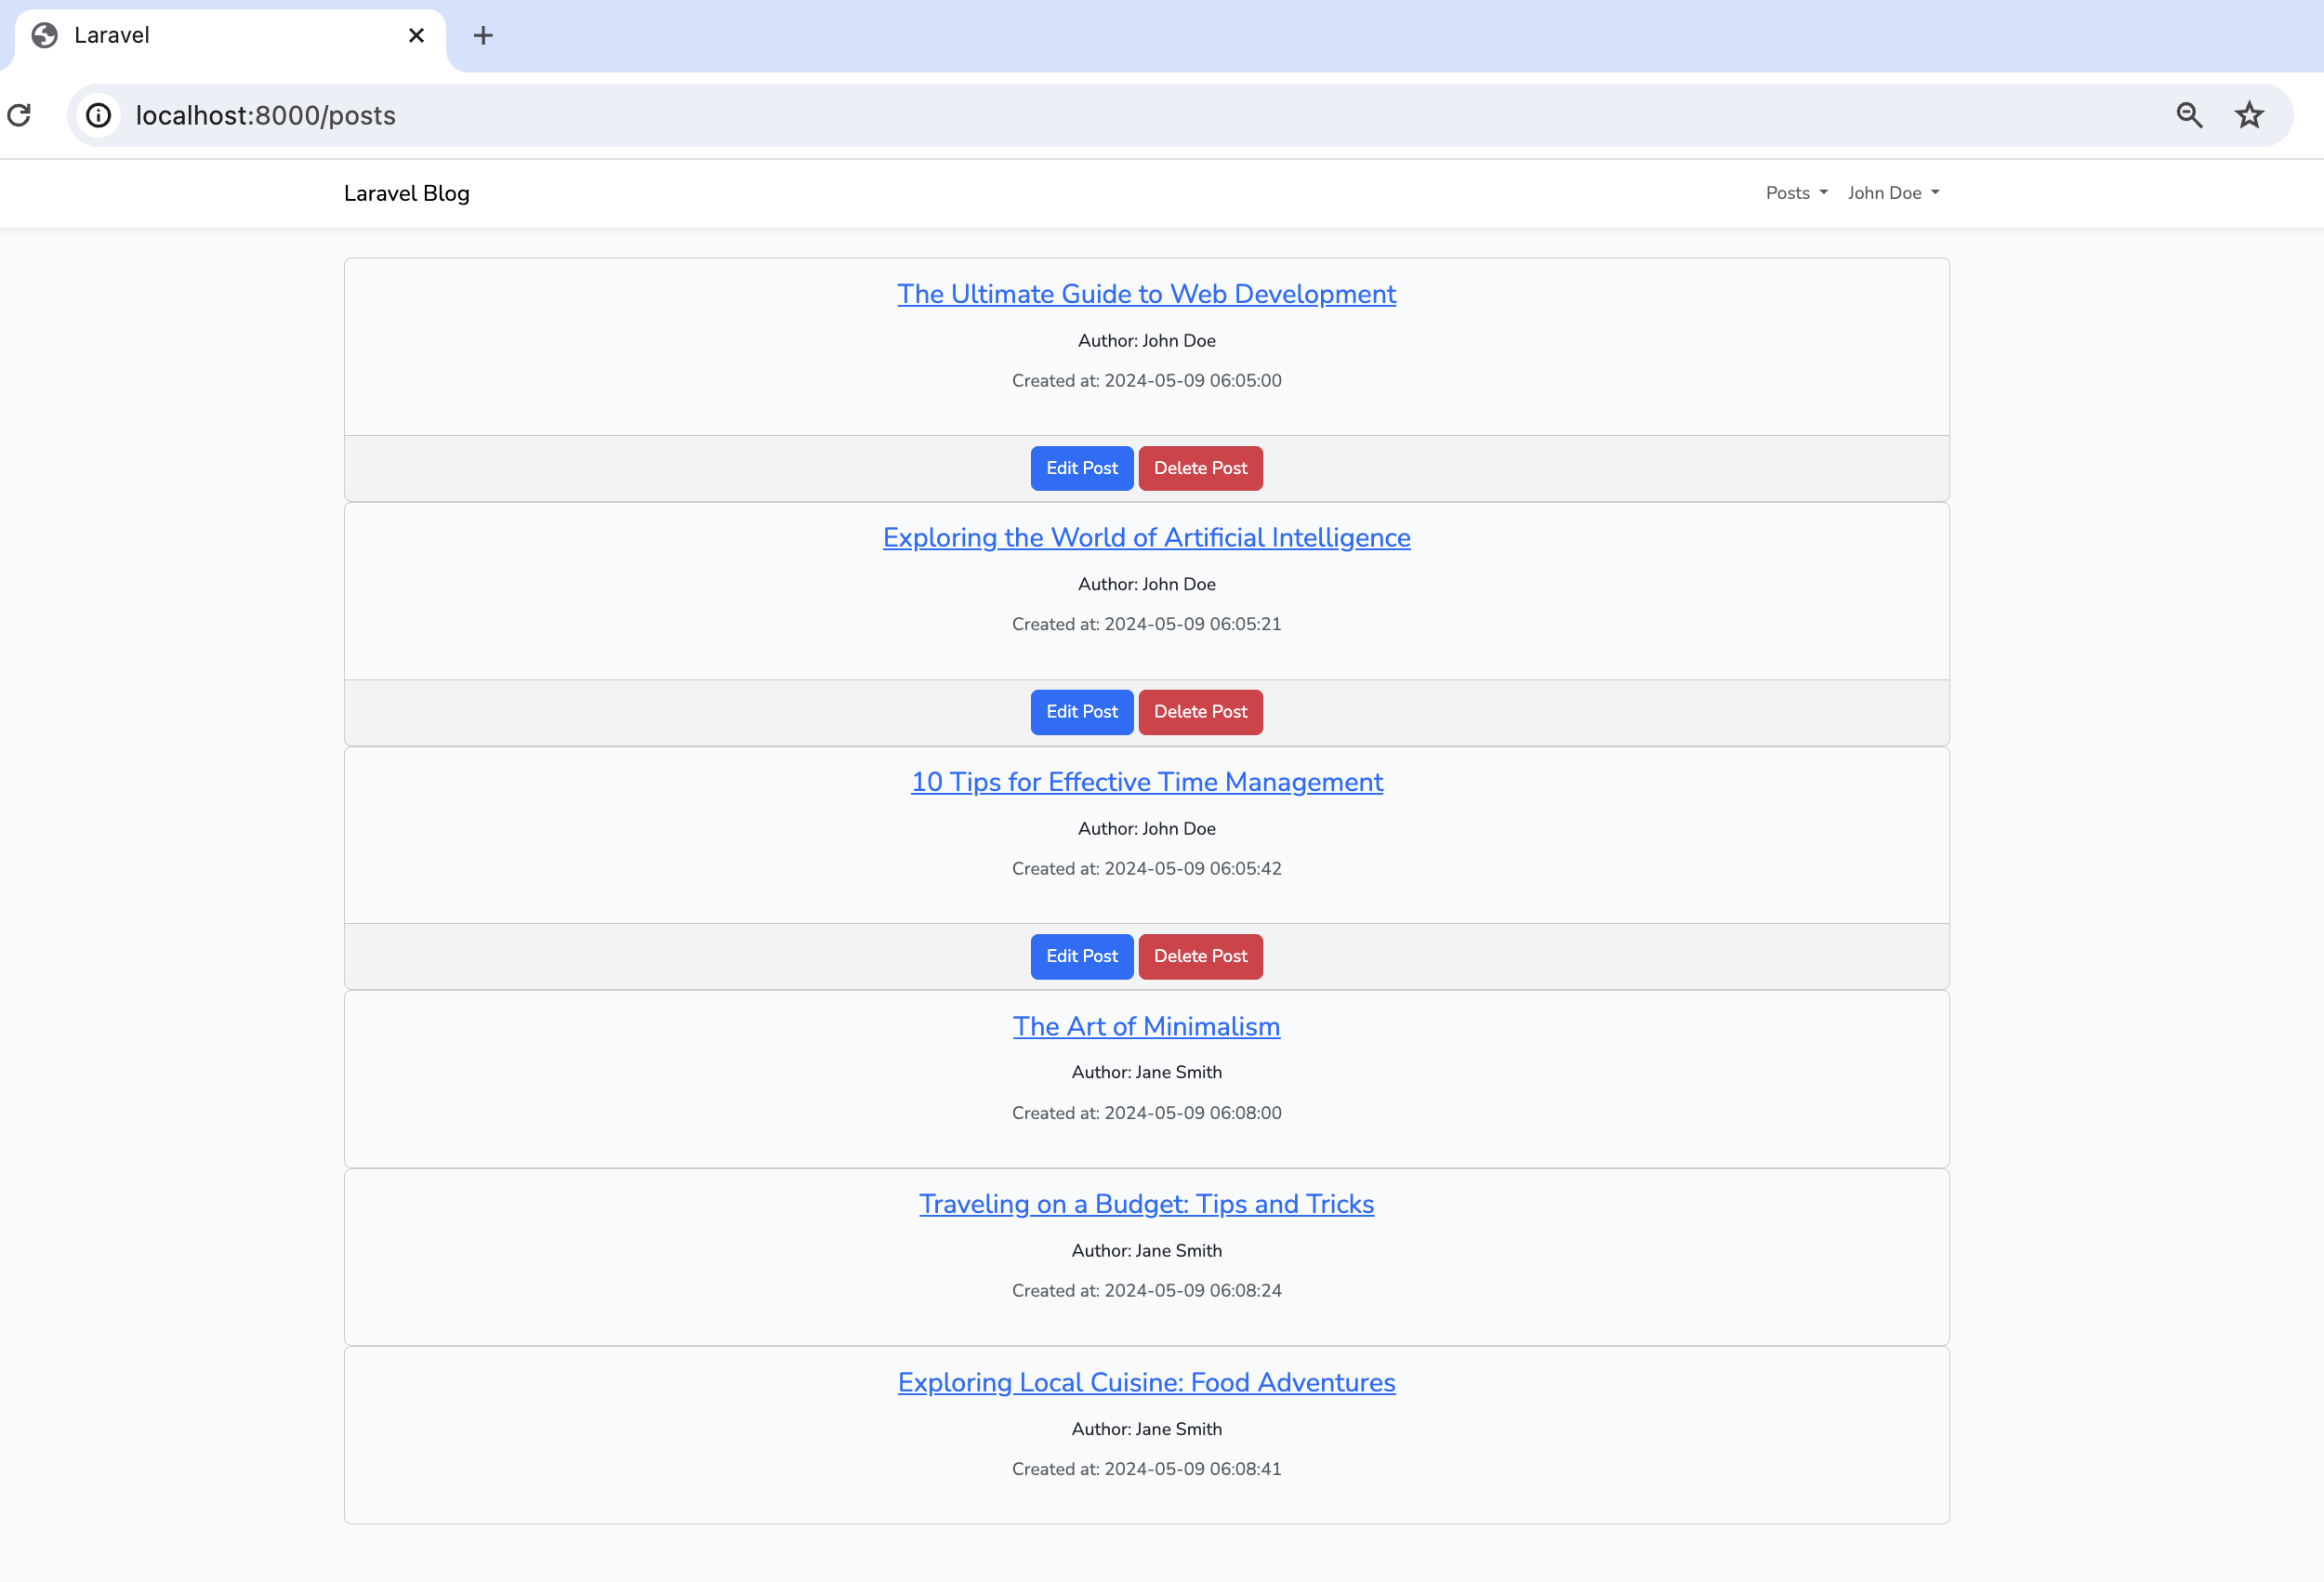 Laravel
localhost:8000/posts
Laravel Blog
Posts John Doe
The Ultimate Guide to Web Development
Author: John Doe
Created at: 2024-05-09 06:05:00
Edit Post Delete Post
Exploring the World of Artificial Intelligence
Author: John Doe
Created at: 2024-05-09 06:05:21
Edit Post Delete Post
10 Tips for Effective Time Management
Author: John Doe
Created at: 2024-05-09 06:05:42
Edit Post Delete Post
The Art of Minimalism
Author: Jane Smith
Created at: 2024-05-09 06:08:00
Traveling on a Budget: Tips and Tricks
Author: Jane Smith
Created at: 2024-05-09 06:08:24
Exploring Local Cuisine: Food Adventures
Author: Jane Smith
Created at: 2024-05-09 06:08:41